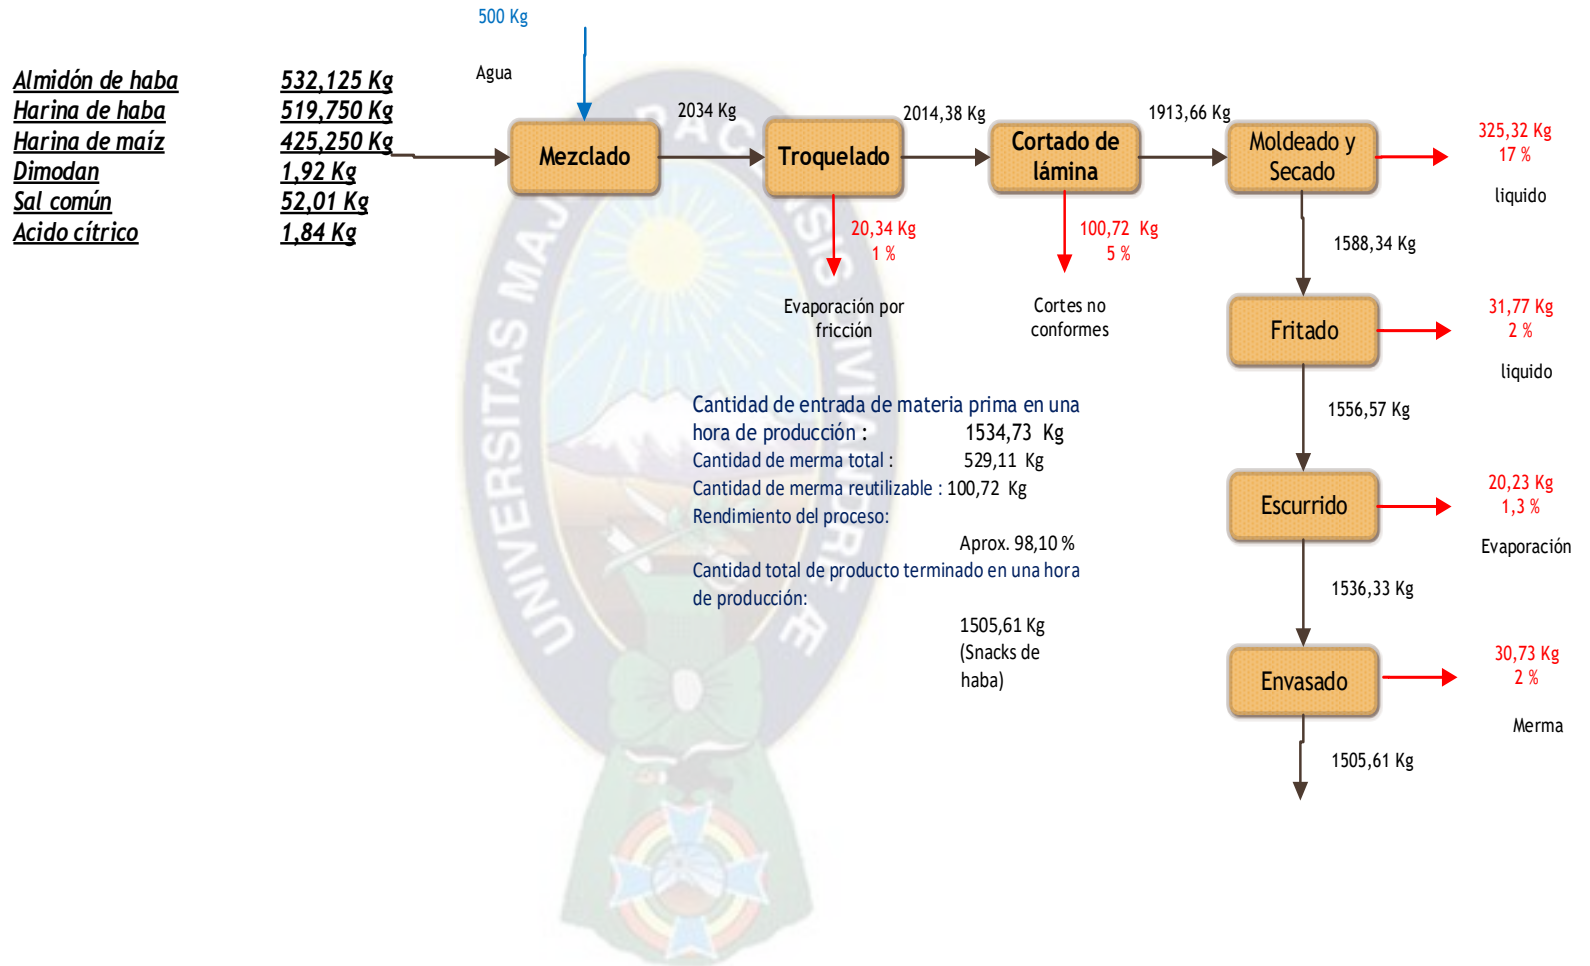 500 Kg
Agua
Almidón de haba 532,125 Kg
Harina de haba 519,750 Kg
Harina de maíz 425,250 Kg
Dimodan 1,92 Kg
Sal común 52,01 Kg
Acido cítrico 1,84 Kg
Mezclado
2034 Kg
Troquelado
2014,38 Kg
Cortado de
lámina
1913,66 Kg
Moldeado y
Secado
325,32 Kg
17 %
liquido
20,34 Kg
1 %
Evaporación por
fricción
100,72 Kg
5 %
Cortes no
conformes
1588,34 Kg
Fritado
31,77 Kg
2 %
liquido
1556,57 Kg
Escurrido
20,23 Kg
1,3 %
Evaporación
1536,33 Kg
Envasado
30,73 Kg
2 %
Merma
1505,61 Kg
Cantidad de entrada de materia prima en una
hora de producción : 1534,73 Kg
Cantidad de merma total : 529,11 Kg
Cantidad de merma reutilizable : 100,72 Kg
Rendimiento del proceso:
Aprox. 98,10 %
Cantidad total de producto terminado en una hora
de producción:
1505,61 Kg
(Snacks de
haba)
UNIVERSITAS MAJOR PACENSIS DIVI ANDREÆ